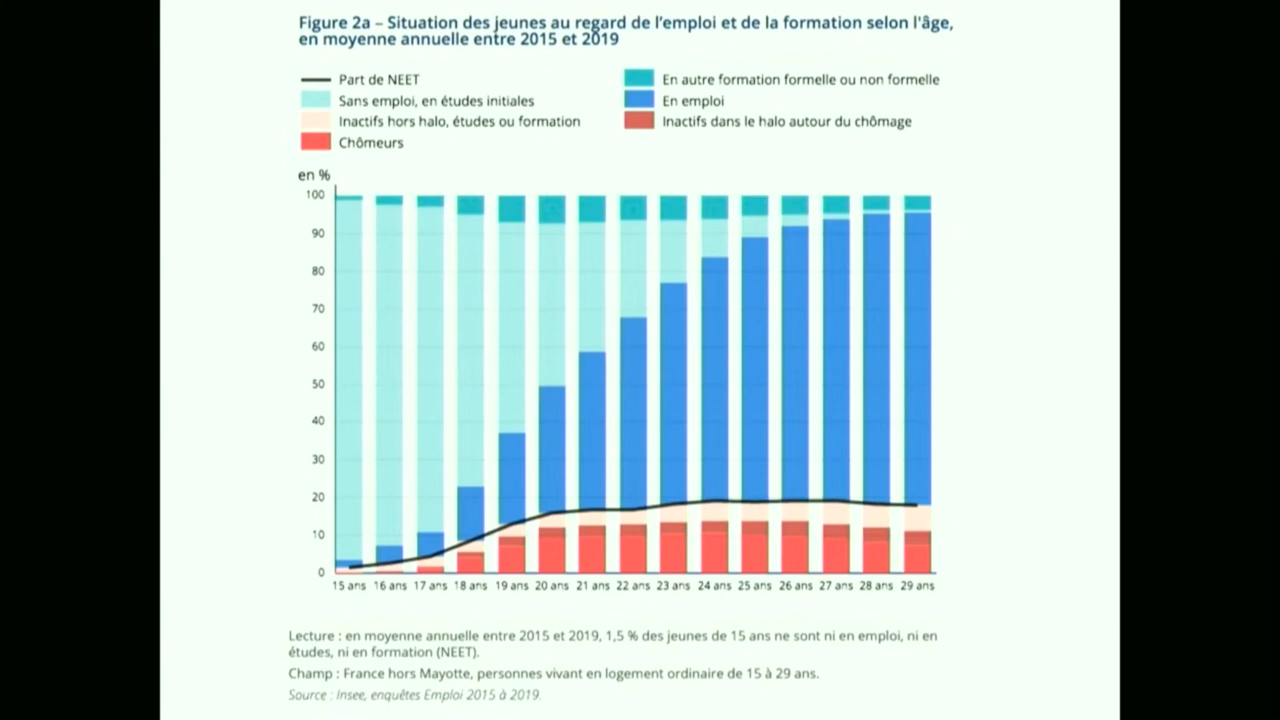 Figure 2a – Situation des jeunes au regard de l’emploi et de la formation selon l'âge,
en moyenne annuelle entre 2015 et 2019
Part de NEET
En autre formation formelle ou non formelle
Sans emploi, en études initiales
En emploi
Inactifs hors halo, études ou formation
Inactifs dans le halo autour du chômage
Chômeurs
en %
100
90
80
70
60
50
40
30
20
10
0
15 ans 16 ans 17 ans 18 ans 19 ans 20 ans 21 ans 22 ans 23 ans 24 ans 25 ans 26 ans 27 ans 28 ans 29 ans
Lecture : en moyenne annuelle entre 2015 et 2019, 1,5 % des jeunes de 15 ans ne sont ni en emploi, ni en
études, ni en formation (NEET).
Champ : France hors Mayotte, personnes vivant en logement ordinaire de 15 à 29 ans.
Source : Insee, enquêtes Emploi 2015 à 2019.